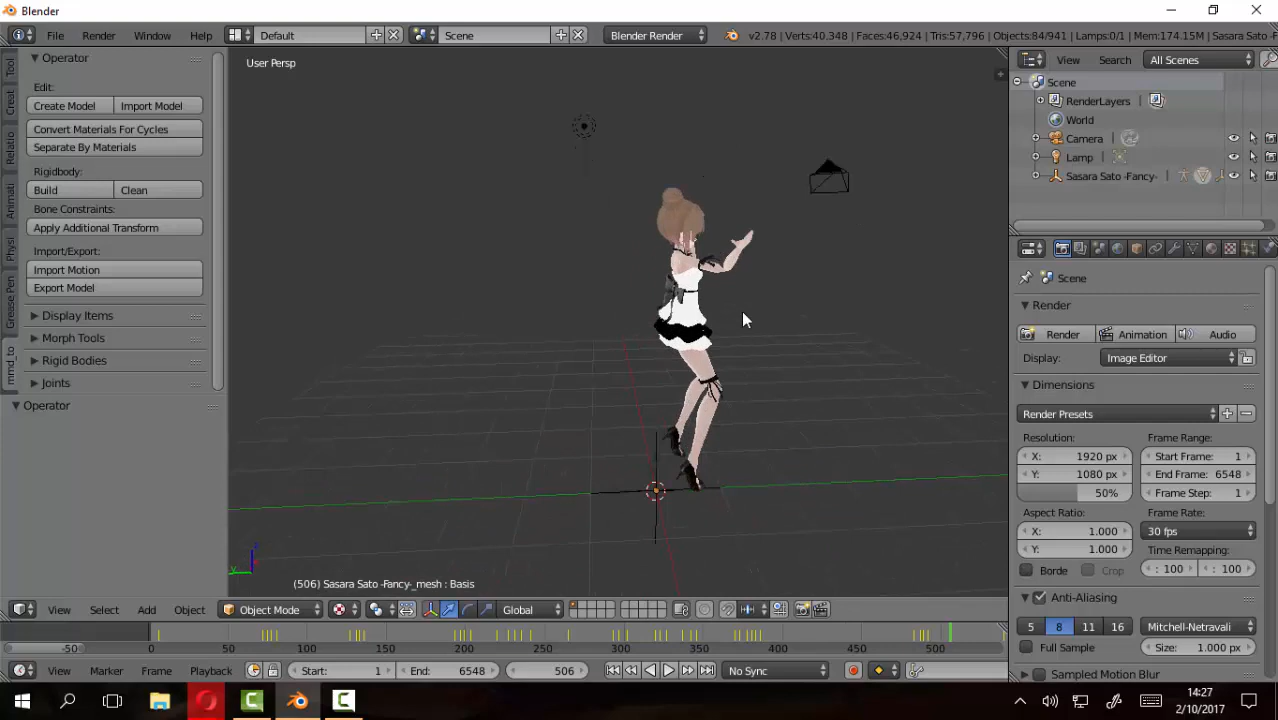 Blender
File Render Window Help Default Scene Blender Render v2.78 | Verts:40,348 | Faces:46,924 | Tris:57,796 | Objects:84/941 | Lamps:0/1 | Mem:174.15M | Sasara Sato -F
Operator
Edit:
Create Model Import Model
Convert Materials For Cycles
Separate By Materials
Rigidbody:
Build Clean
Bone Constraints:
Apply Additional Transform
Import/Export:
Import Motion
Export Model
Display Items
Morph Tools
Rigid Bodies
Joints
Operator
Tool
Creat
Relatio
Animati
Physi
Grease Pen
mmd_to
User Persp
(506) Sasara Sato -Fancy-_mesh : Basis
View Select Add Object Object Mode Global
-50 0 50 100 150 200 250 300 350 400 450 500
View Marker Frame Playback Start: 1 End: 6548 506 No Sync
View Search All Scenes
Scene
RenderLayers
World
Camera
Lamp
Sasara Sato -Fancy-
Scene
Render
Render Animation Audio
Display: Image Editor
Dimensions
Render Presets
Resolution: Frame Range:
X: 1920 px Start Frame: 1
Y: 1080 px End Frame: 6548
50% Frame Step: 1
Aspect Ratio: Frame Rate:
X: 1.000 30 fps
Y: 1.000 Time Remapping:
Borde Crop : 100 : 100
Anti-Aliasing
5 8 11 16 Mitchell-Netravali
Full Sample Size: 1.000 px
Sampled Motion Blur
14:27
2/10/2017